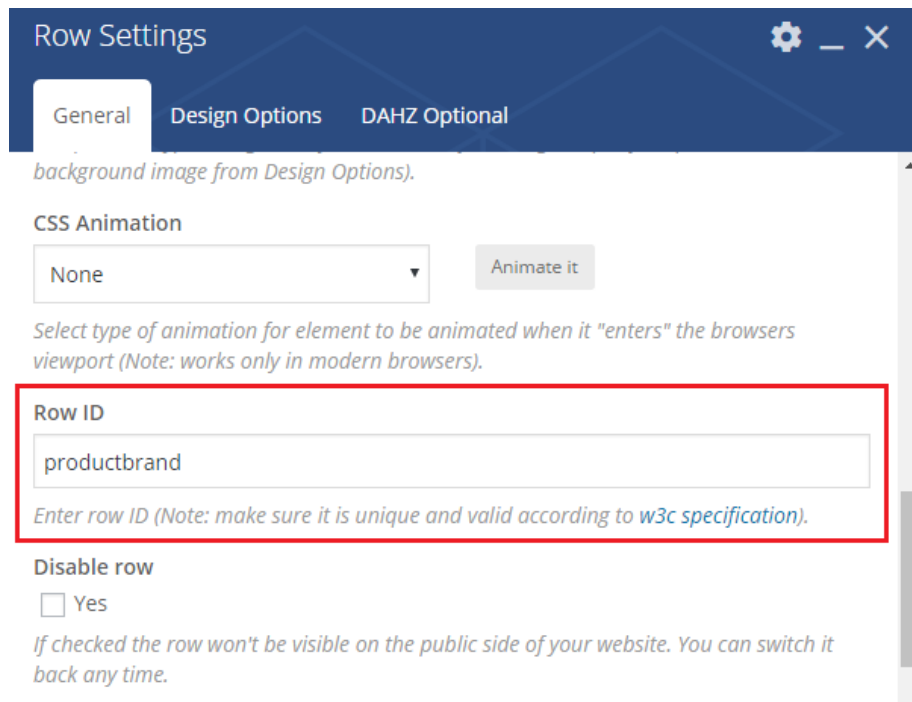 Row Settings
General
Design Options
DAHZ Optional
background image from Design Options).
CSS Animation
None
Animate it
Select type of animation for element to be animated when it "enters" the browsers
viewport (Note: works only in modern browsers).
Row ID
productbrand
Enter row ID (Note: make sure it is unique and valid according to w3c specification).
Disable row
Yes
If checked the row won't be visible on the public side of your website. You can switch it
back any time.